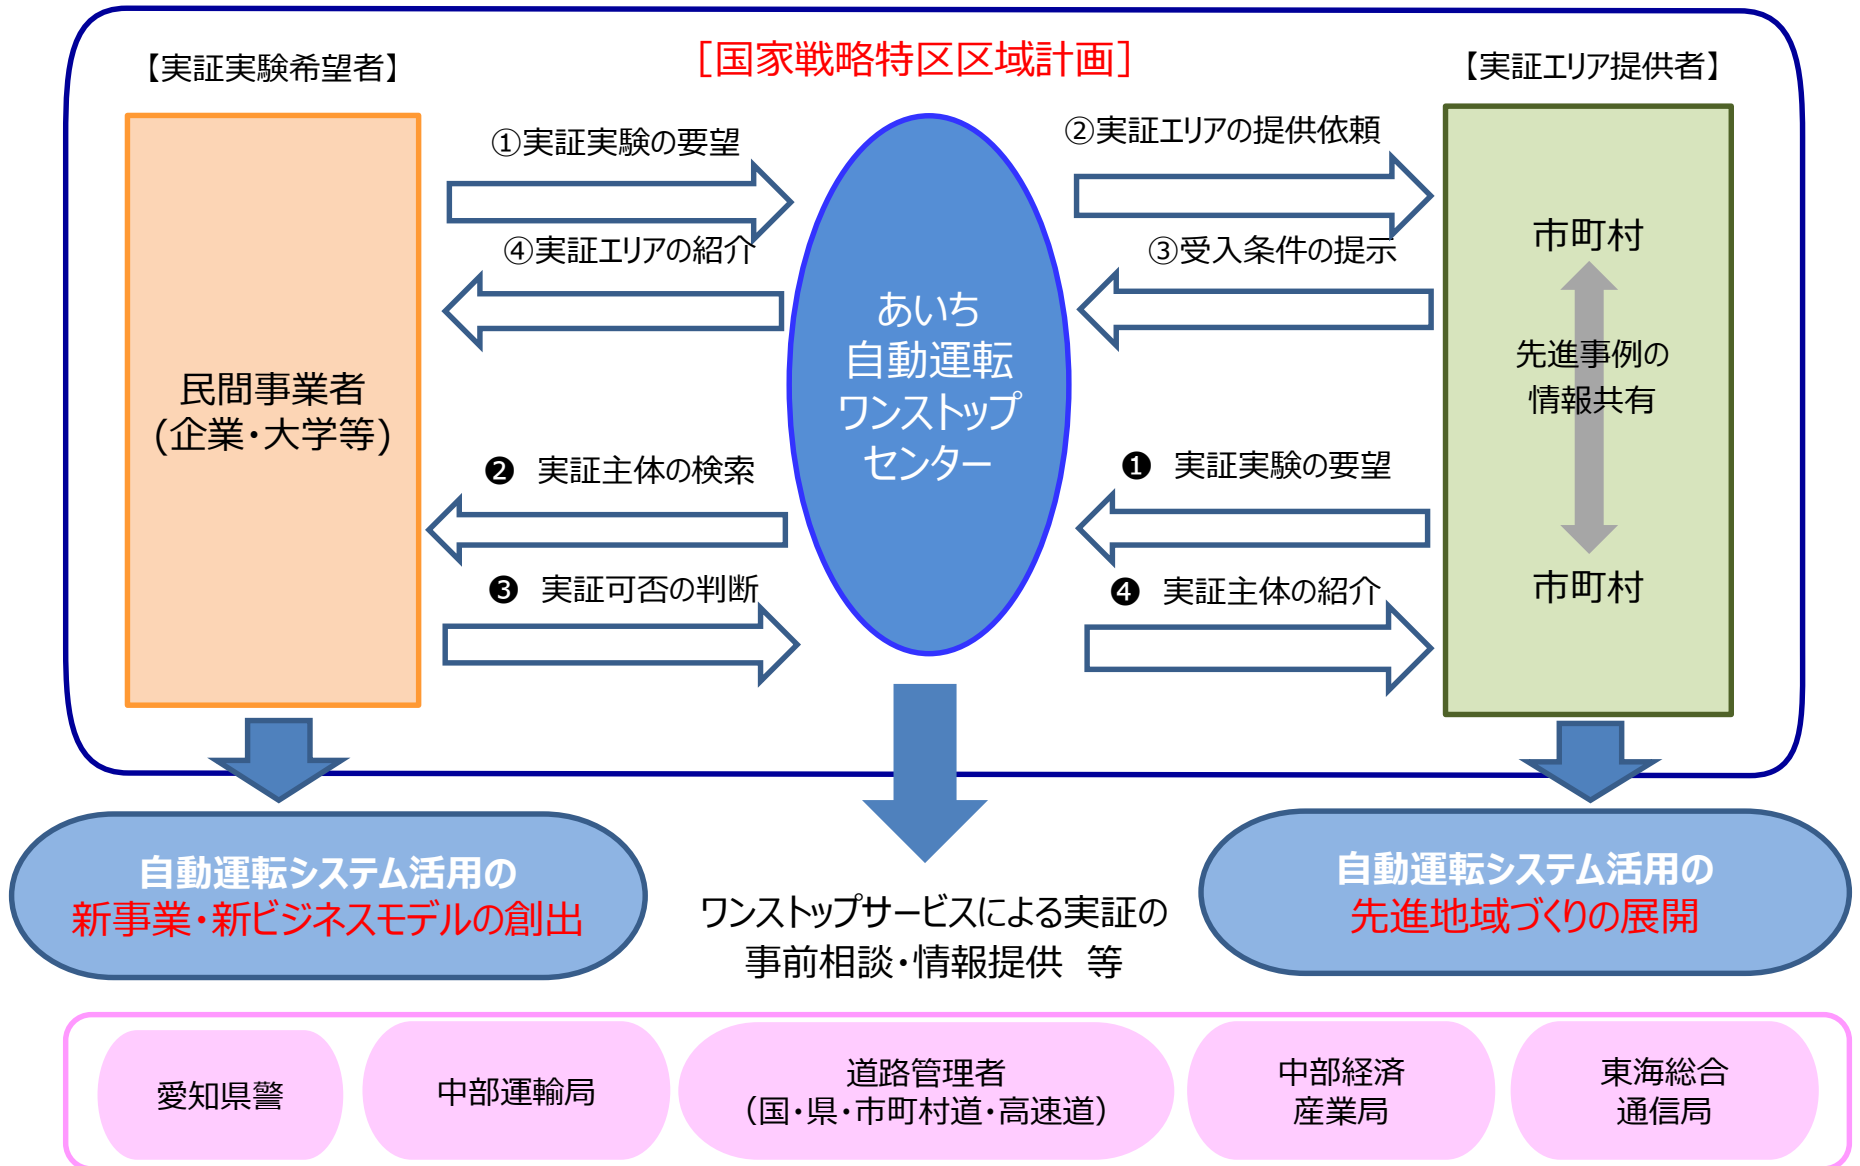 ［国家戦略特区区域計画］
【実証実験希望者】
【実証エリア提供者】
①実証実験の要望
②実証エリアの提供依頼
④実証エリアの紹介
③受入条件の提示
民間事業者
(企業・大学等)
あいち
自動運転
ワンストップ
センター
市町村
先進事例の
情報共有
市町村
❷　実証主体の検索
❶　実証実験の要望
❸　実証可否の判断
❹　実証主体の紹介
自動運転システム活用の
新事業・新ビジネスモデルの創出
ワンストップサービスによる実証の
事前相談・情報提供　等
自動運転システム活用の
先進地域づくりの展開
愛知県警
中部運輸局
道路管理者
（国・県・市町村道・高速道）
中部経済
産業局
東海総合
通信局